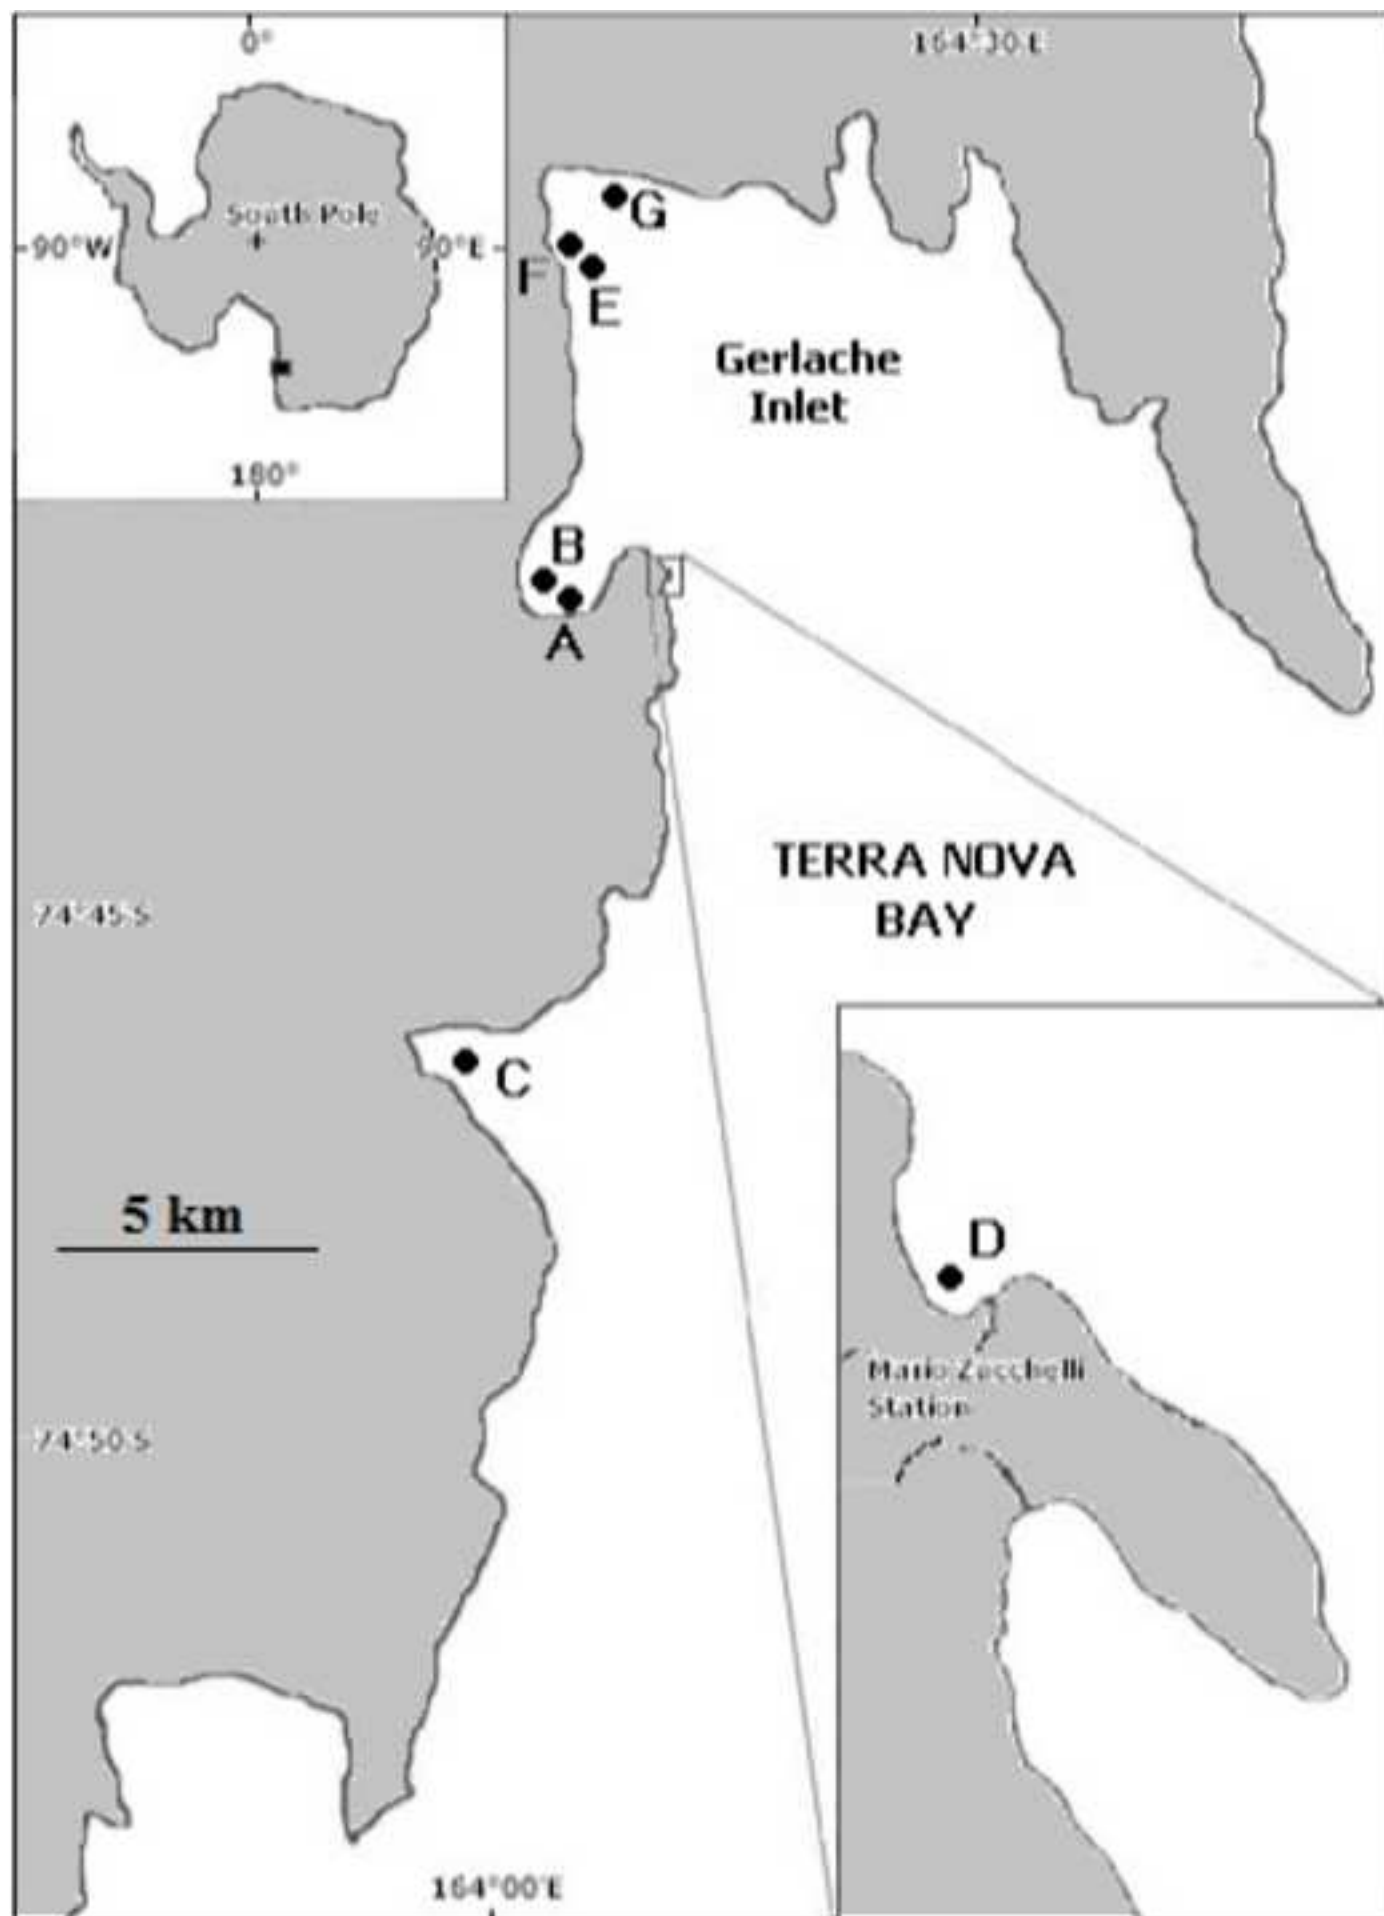 0°
164°30'E
South Pole
90°W
90°E
180°
G
F
E
Gerlache
Inlet
B
A
TERRA NOVA
BAY
74°45'S
C
5 km
D
Mario Zucchelli
Station
74°50'S
164°00'E